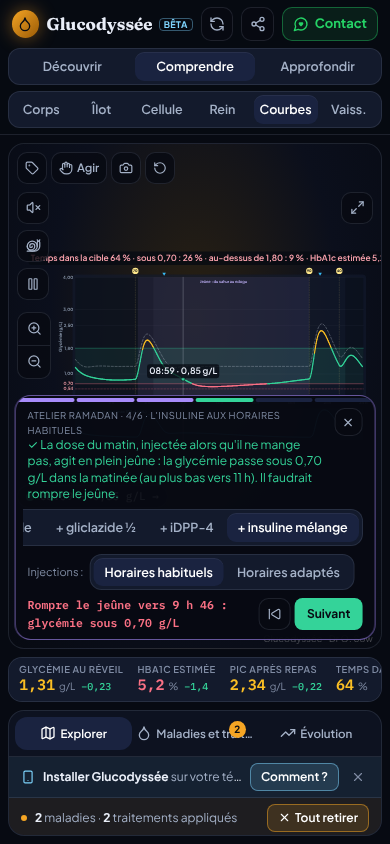 Glucodyssée BÊTA Contact
Découvrir Comprendre Approfondir
Corps Îlot Cellule Rein Courbes Vaiss.
Agir
Temps dans la cible 64 % · sous 0,70 : 26 % · au-dessus de 1,80 : 9 % · HbA1c estimée 5,
08:59 · 0,85 g/L
ATELIER RAMADAN · 4/6 · L'INSULINE AUX HORAIRES
HABITUELS
✓ La dose du matin, injectée alors qu'il ne mange
pas, agit en plein jeûne : la glycémie passe sous 0,70
g/L dans la matinée (au plus bas vers 11 h). Il faudrait
rompre le jeûne.
+ gliclazide ½ + iDPP-4 + insuline mélange
Injections : Horaires habituels Horaires adaptés
Rompre le jeûne vers 9 h 46 :
glycémie sous 0,70 g/L
Suivant
GLYCÉMIE AU RÉVEIL HBA1C ESTIMÉE PIC APRÈS REPAS TEMPS DA
1,31 g/L −0,23 5,2 % −1,4 2,34 g/L −0,22 64 %
Explorer Maladies et tr… 2 Évolution
Installer Glucodyssée sur votre té… Comment ?
2 maladies · 2 traitements appliqués ✕ Tout retirer